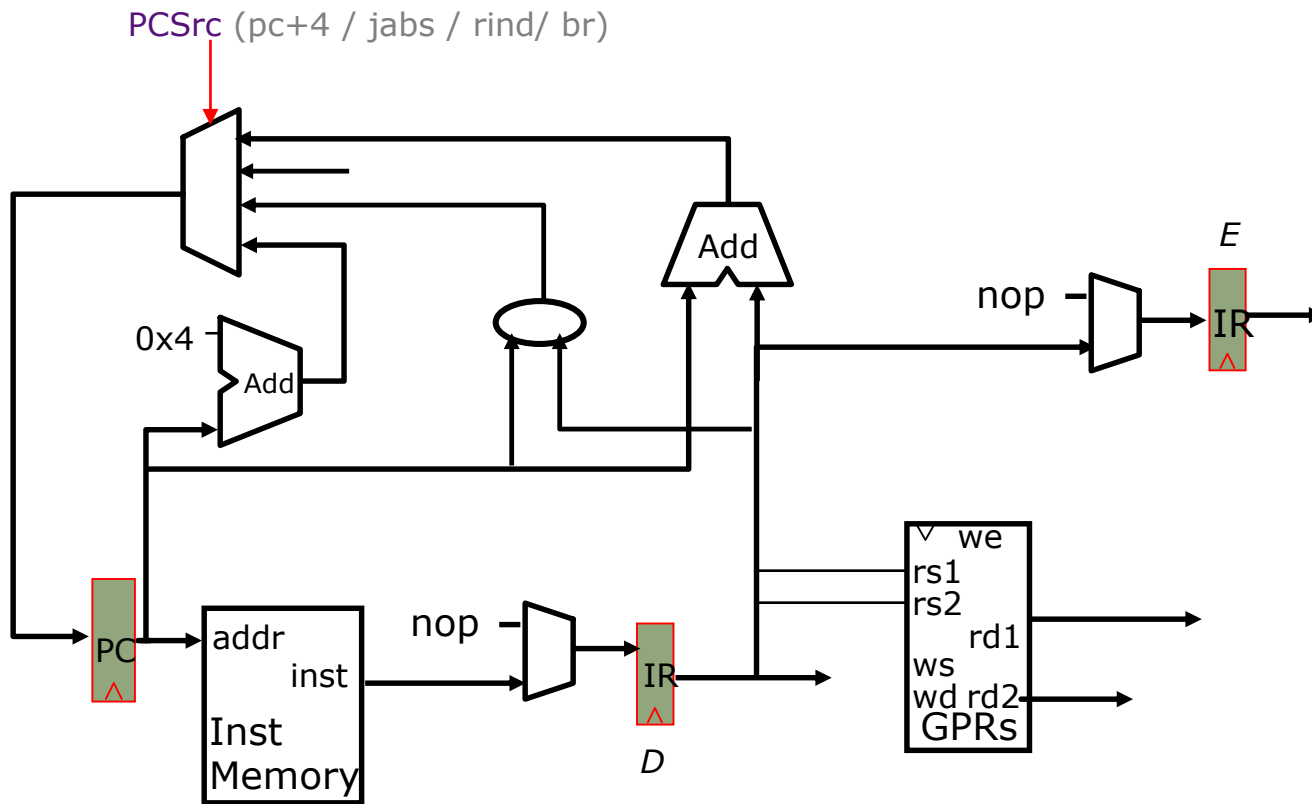 PCSrc (pc+4 / jabs / rind/ br)
Add
E
nop
IR
0x4
Add
we
rs1
rs2
rd1
ws
wd rd2
GPRs
nop
addr
inst
Inst
Memory
PC
IR
D